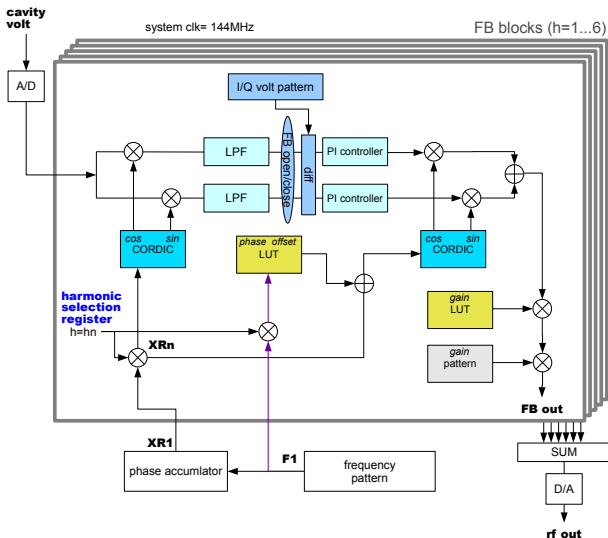 cavity
volt
system clk= 144MHz
FB blocks (h=1...6)
A/D
I/Q volt pattern
LPF
FB open/close
diff
PI controller
LPF
PI controller
cos sin
CORDIC
phase offset
LUT
cos sin
CORDIC
harmonic
selection
register
h=hn
XRn
gain
LUT
gain
pattern
FB out
XR1
F1
phase accumlator
frequency
pattern
SUM
D/A
rf out